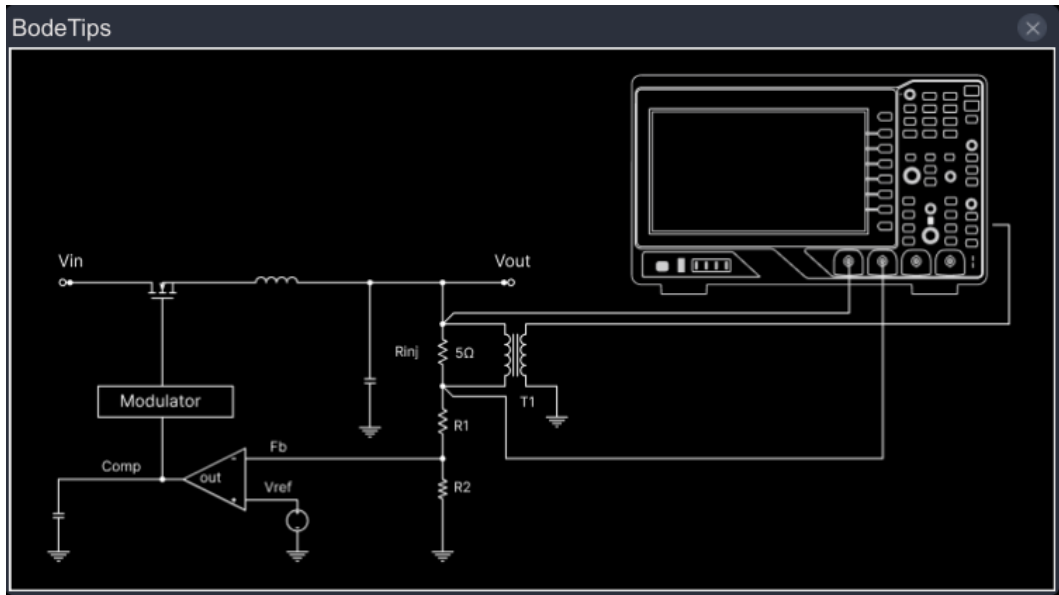 BodeTips
Vin
Vout
Rinj
5Ω
Modulator
T1
R1
Fb
Comp
out
Vref
R2